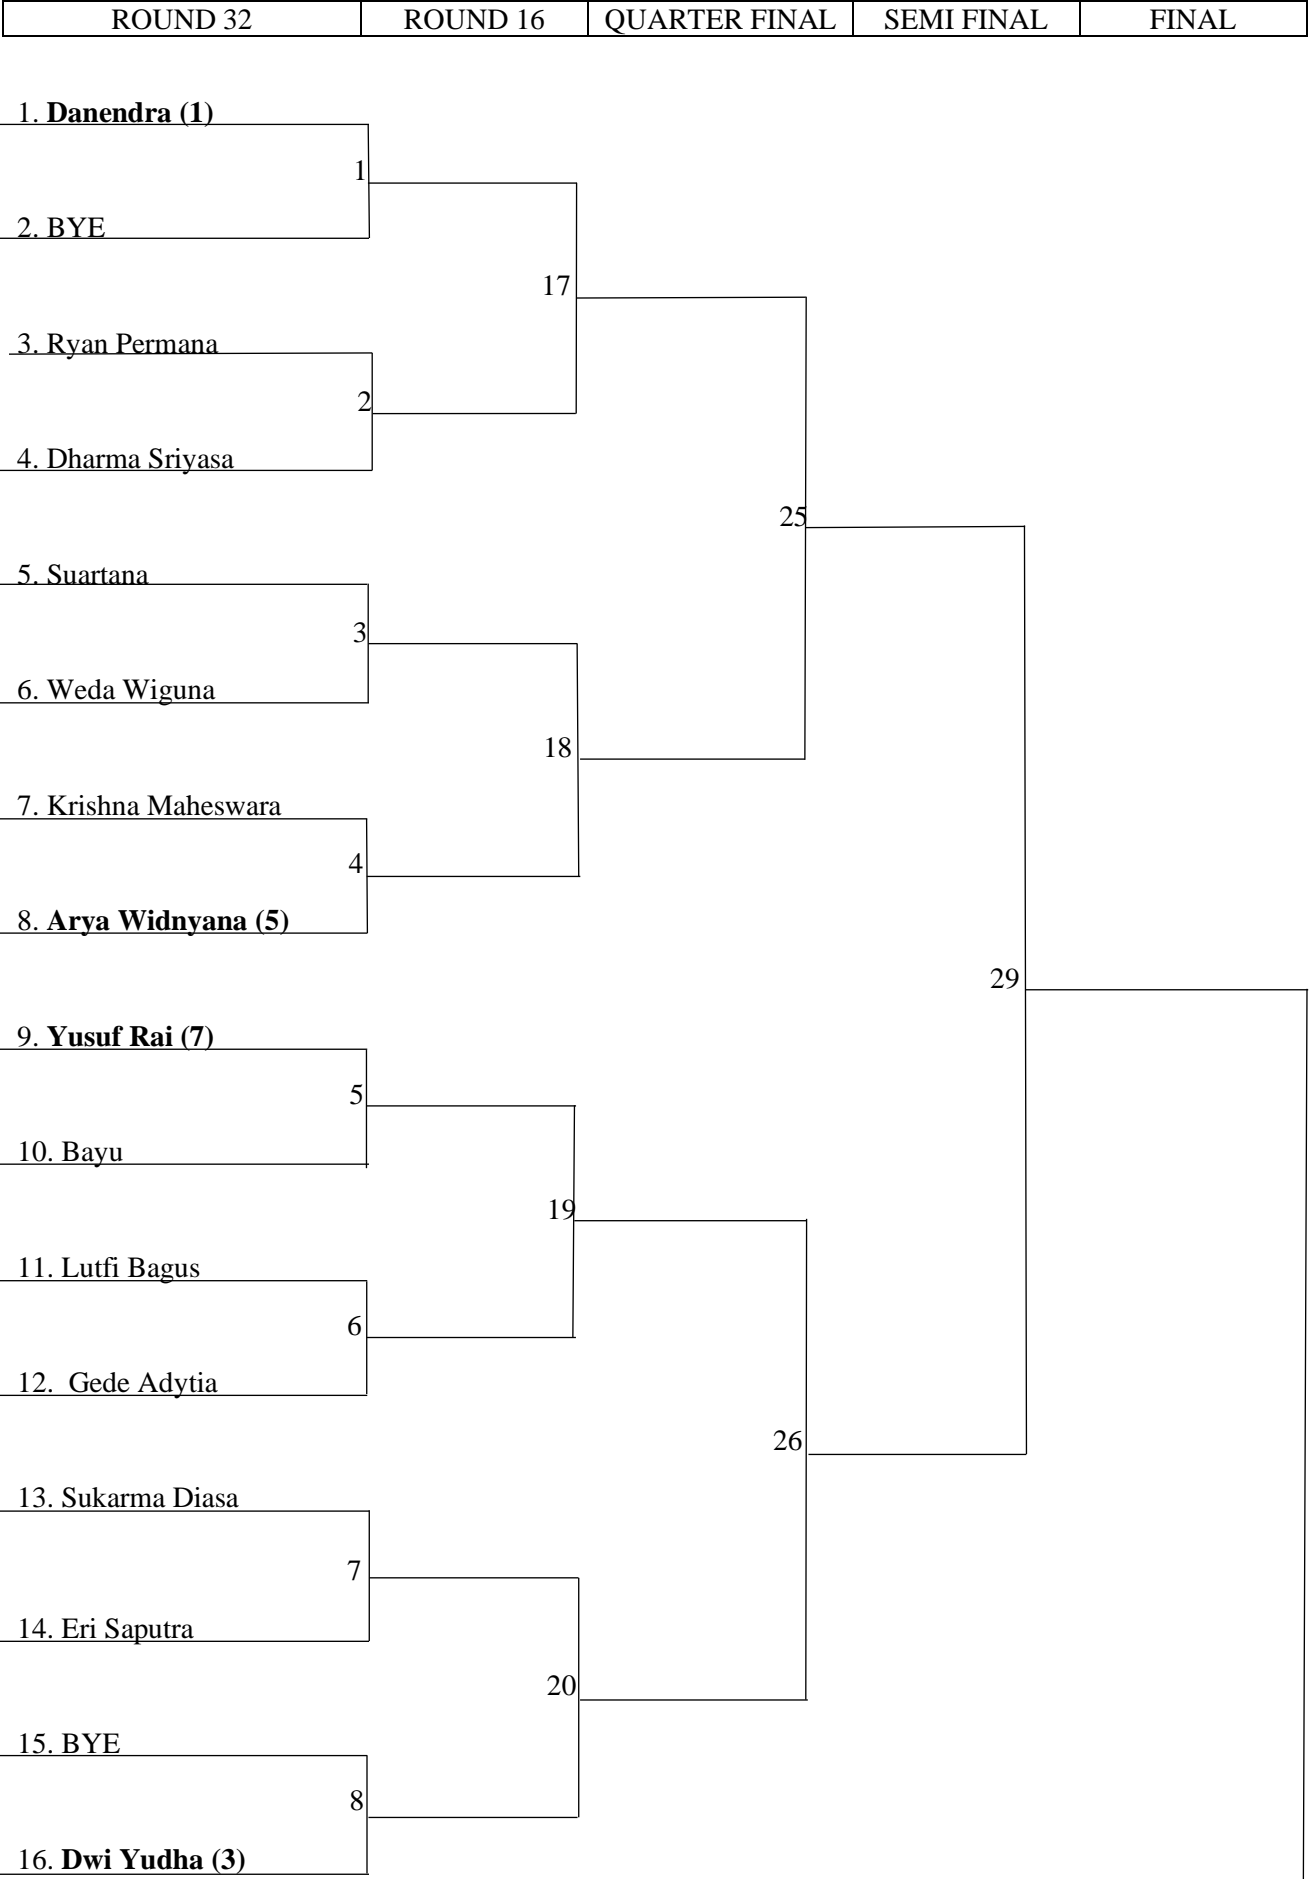 ROUND 32 ROUND 16 QUARTER FINAL SEMI FINAL FINAL
1. Danendra (1)
1
2. BYE
17
3. Ryan Permana
2
4. Dharma Sriyasa
25
5. Suartana
3
6. Weda Wiguna
18
7. Krishna Maheswara
4
8. Arya Widnyana (5)
29
9. Yusuf Rai (7)
5
10. Bayu
19
11. Lutfi Bagus
6
12. Gede Adytia
26
13. Sukarma Diasa
7
14. Eri Saputra
20
15. BYE
8
16. Dwi Yudha (3)